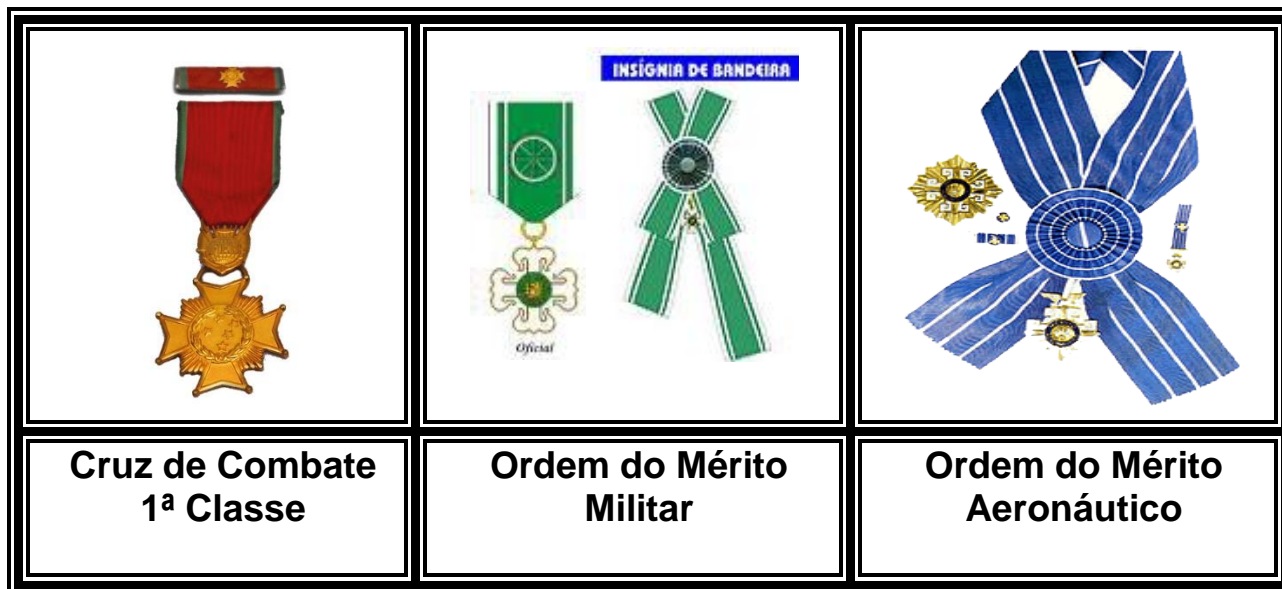 INSÍGNIA DE BANDEIRA
Oficial
Cruz de Combate
1ª Classe
Ordem do Mérito
Militar
Ordem do Mérito
Aeronáutico